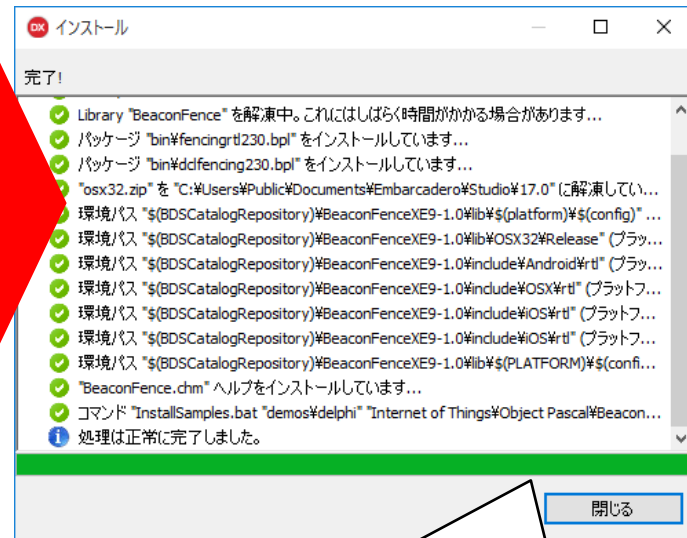 DX インストール
完了!
Library "BeaconFence" を解凍中。これにはしばらく時間がかかる場合があります...
パッケージ "bin¥fencingrtl230.bpl" をインストールしています...
パッケージ "bin¥dclfencing230.bpl" をインストールしています...
"osx32.zip" を "C:¥Users¥Public¥Documents¥Embarcadero¥Studio¥17.0" に解凍してい...
環境パス "$(BDSCatalogRepository)¥BeaconFenceXE9-1.0¥lib¥$(platform)¥$(config)" ...
環境パス "$(BDSCatalogRepository)¥BeaconFenceXE9-1.0¥lib¥OSX32¥Release" (プラッ...
環境パス "$(BDSCatalogRepository)¥BeaconFenceXE9-1.0¥include¥Android¥rtl" (プラッ...
環境パス "$(BDSCatalogRepository)¥BeaconFenceXE9-1.0¥include¥OSX¥rtl" (プラットフ...
環境パス "$(BDSCatalogRepository)¥BeaconFenceXE9-1.0¥include¥iOS¥rtl" (プラットフ...
環境パス "$(BDSCatalogRepository)¥BeaconFenceXE9-1.0¥include¥iOS¥rtl" (プラットフ...
環境パス "$(BDSCatalogRepository)¥BeaconFenceXE9-1.0¥lib¥$(PLATFORM)¥$(confi...
"BeaconFence.chm" ヘルプをインストールしています...
コマンド "InstallSamples.bat "demos¥delphi" "Internet of Things¥Object Pascal¥Beacon...
処理は正常に完了しました。
閉じる